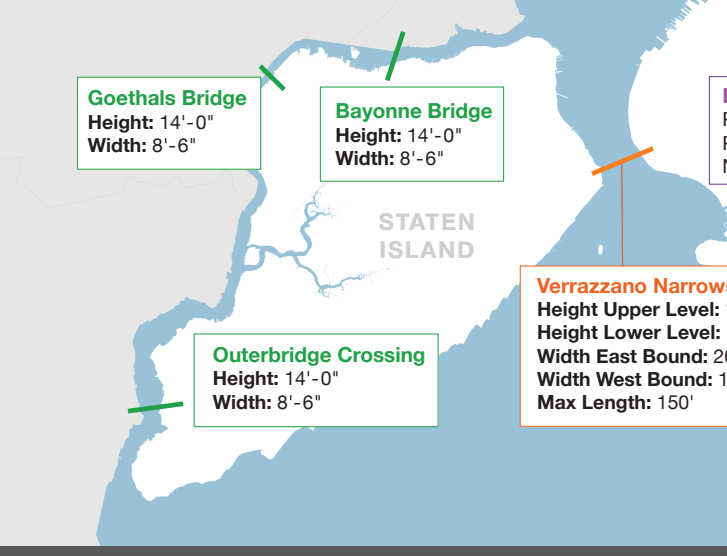 Goethals Bridge
Height: 14'-0"
Width: 8'-6"
Bayonne Bridge
Height: 14'-0"
Width: 8'-6"
STATEN
ISLAND
Verrazzano Narrows
Height Upper Level:
Height Lower Level:
Width East Bound:
Width West Bound:
Max Length: 150'
Outerbridge Crossing
Height: 14'-0"
Width: 8'-6"